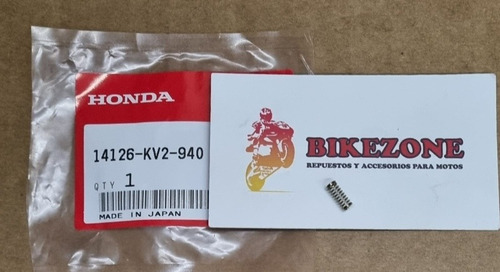 HONDA
14126-KV2-940
QTY 1
MADE IN JAPAN
BIKEZONE
REPUESTOS Y ACCESORIOS PARA MOTOS